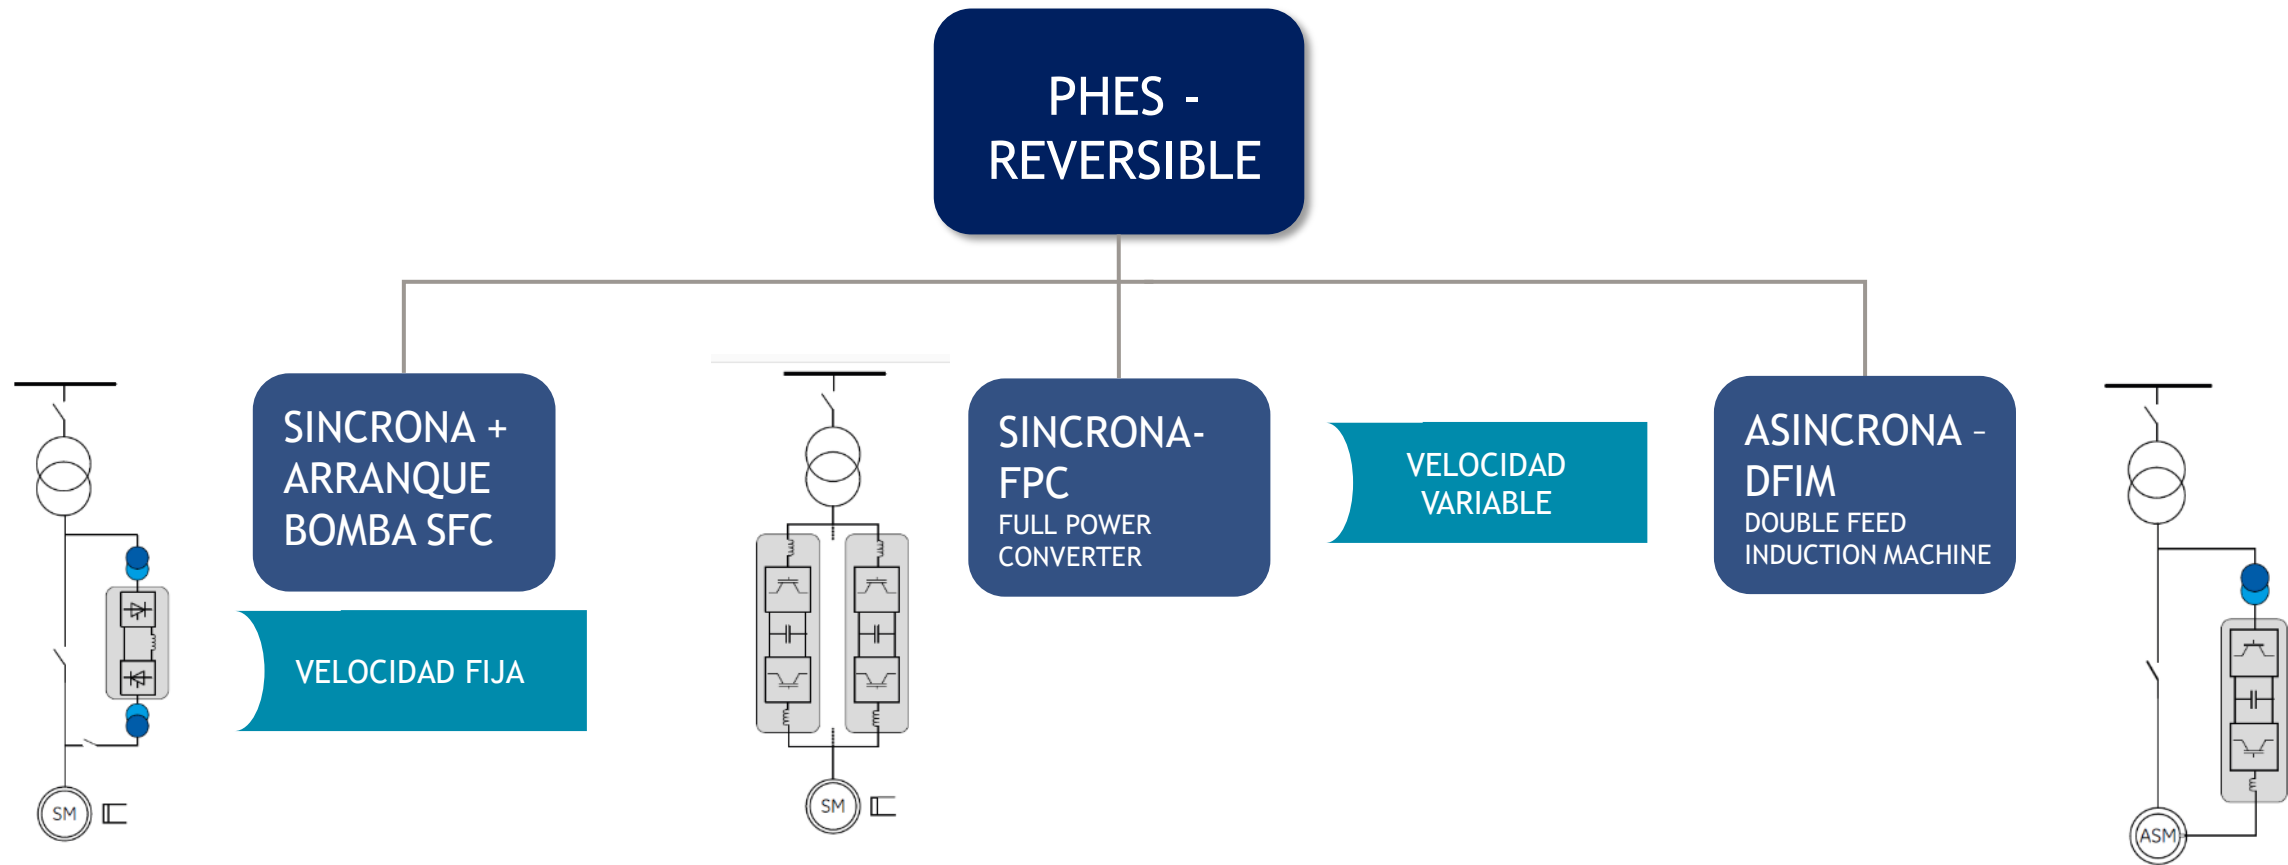 PHES -
REVERSIBLE
SINCRONA +
ARRANQUE
BOMBA SFC
VELOCIDAD FIJA
SM
SINCRONA-
FPC
FULL POWER
CONVERTER
SM
VELOCIDAD
VARIABLE
ASINCRONA –
DFIM
DOUBLE FEED
INDUCTION MACHINE
ASM